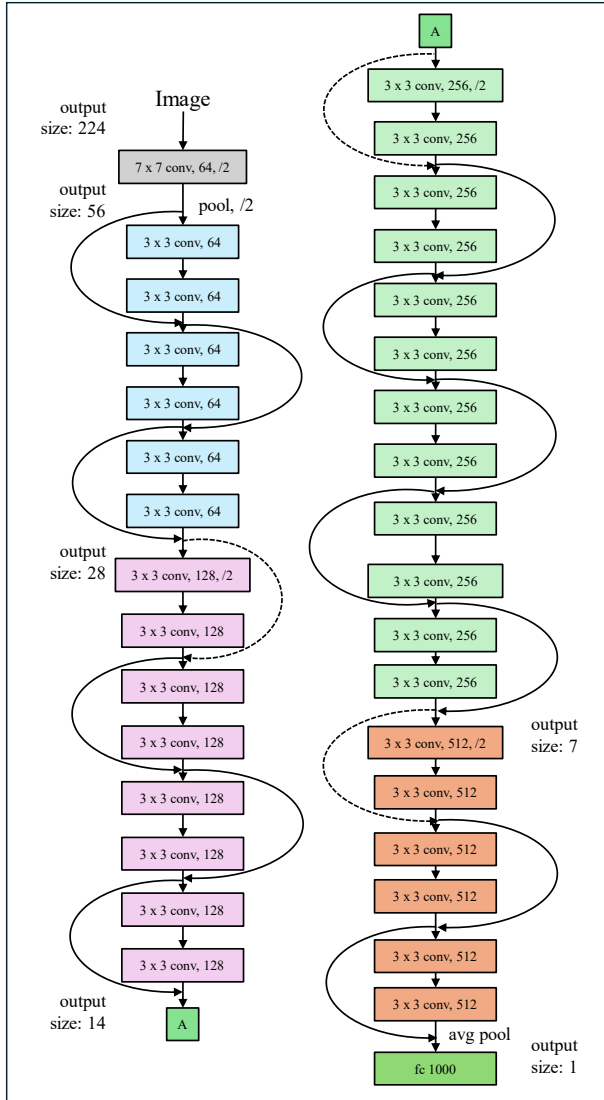 Image
output
size: 224
7 x 7 conv, 64, /2
output
size: 56
pool, /2
3 x 3 conv, 64
3 x 3 conv, 64
3 x 3 conv, 64
3 x 3 conv, 64
3 x 3 conv, 64
3 x 3 conv, 64
output
size: 28
3 x 3 conv, 128, /2
3 x 3 conv, 128
3 x 3 conv, 128
3 x 3 conv, 128
3 x 3 conv, 128
3 x 3 conv, 128
3 x 3 conv, 128
3 x 3 conv, 128
output
size: 14
A
A
3 x 3 conv, 256, /2
3 x 3 conv, 256
3 x 3 conv, 256
3 x 3 conv, 256
3 x 3 conv, 256
3 x 3 conv, 256
3 x 3 conv, 256
3 x 3 conv, 256
3 x 3 conv, 256
3 x 3 conv, 256
3 x 3 conv, 256
3 x 3 conv, 256
output
size: 7
3 x 3 conv, 512, /2
3 x 3 conv, 512
3 x 3 conv, 512
3 x 3 conv, 512
3 x 3 conv, 512
3 x 3 conv, 512
avg pool
output
size: 1
fc 1000